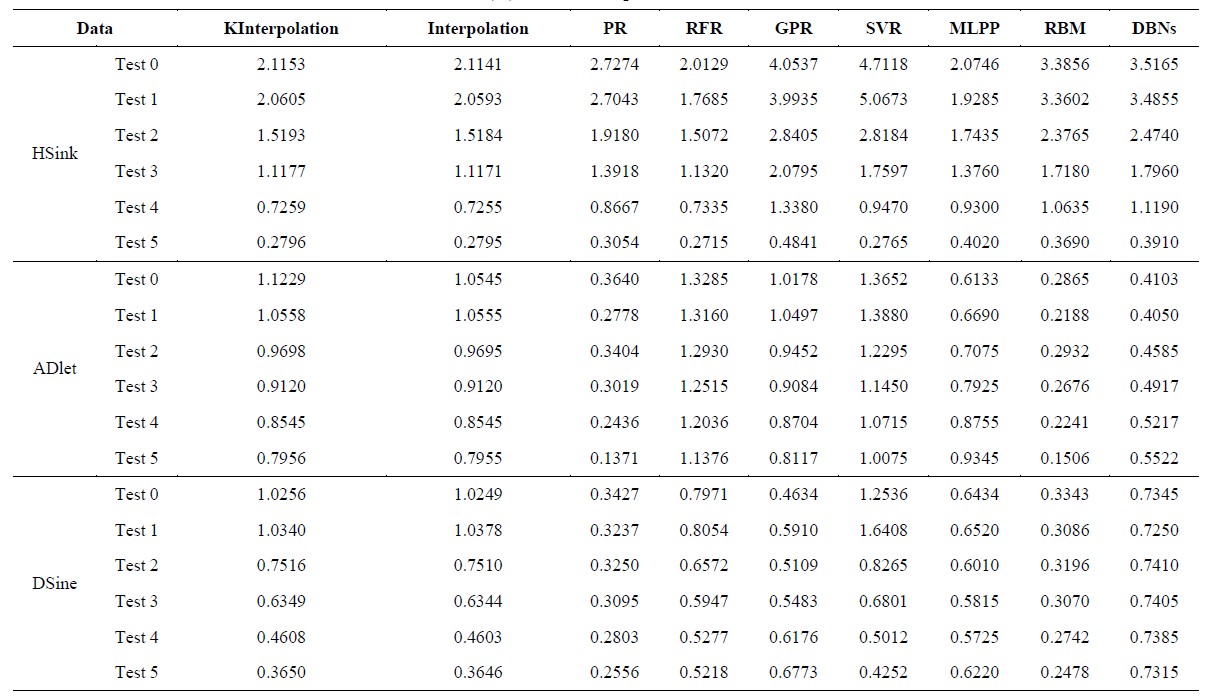 Data KInterpolation Interpolation PR RFR GPR SVR MLPP RBM DBNs
Test 0 2.1153 2.1141 2.7274 2.0129 4.0537 4.7118 2.0746 3.3856 3.5165
Test 1 2.0605 2.0593 2.7043 1.7685 3.9935 5.0673 1.9285 3.3602 3.4855
Test 2 1.5193 1.5184 1.9180 1.5072 2.8405 2.8184 1.7435 2.3765 2.4740
HSink
Test 3 1.1177 1.1171 1.3918 1.1320 2.0795 1.7597 1.3760 1.7180 1.7960
Test 4 0.7259 0.7255 0.8667 0.7335 1.3380 0.9470 0.9300 1.0635 1.1190
Test 5 0.2796 0.2795 0.3054 0.2715 0.4841 0.2765 0.4020 0.3690 0.3910
Test 0 1.1229 1.0545 0.3640 1.3285 1.0178 1.3652 0.6133 0.2865 0.4103
Test 1 1.0558 1.0555 0.2778 1.3160 1.0497 1.3880 0.6690 0.2188 0.4050
Test 2 0.9698 0.9695 0.3404 1.2930 0.9452 1.2295 0.7075 0.2932 0.4585
ADlet
Test 3 0.9120 0.9120 0.3019 1.2515 0.9084 1.1450 0.7925 0.2676 0.4917
Test 4 0.8545 0.8545 0.2436 1.2036 0.8704 1.0715 0.8755 0.2241 0.5217
Test 5 0.7956 0.7955 0.1371 1.1376 0.8117 1.0075 0.9345 0.1506 0.5522
Test 0 1.0256 1.0249 0.3427 0.7971 0.4634 1.2536 0.6434 0.3343 0.7345
Test 1 1.0340 1.0378 0.3237 0.8054 0.5910 1.6408 0.6520 0.3086 0.7250
Test 2 0.7516 0.7510 0.3250 0.6572 0.5109 0.8265 0.6010 0.3196 0.7410
DSine
Test 3 0.6349 0.6344 0.3095 0.5947 0.5483 0.6801 0.5815 0.3070 0.7405
Test 4 0.4608 0.4603 0.2803 0.5277 0.6176 0.5012 0.5725 0.2742 0.7385
Test 5 0.3650 0.3646 0.2556 0.5218 0.6773 0.4252 0.6220 0.2478 0.7315